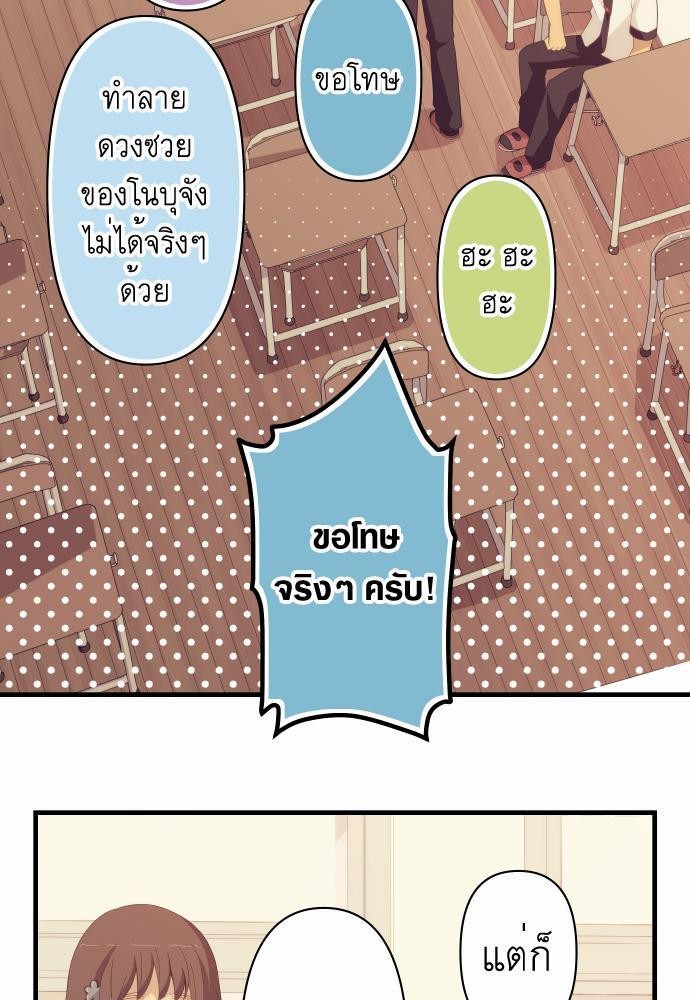 ทำลาย
ดวงซวย
ของโนบุจัง
ไม่ได้จริงๆ
ด้วย
ขอโทษ
ฮะ ฮะ
ฮะ
ขอโทษ
จริงๆ ครับ!
แต่ก็